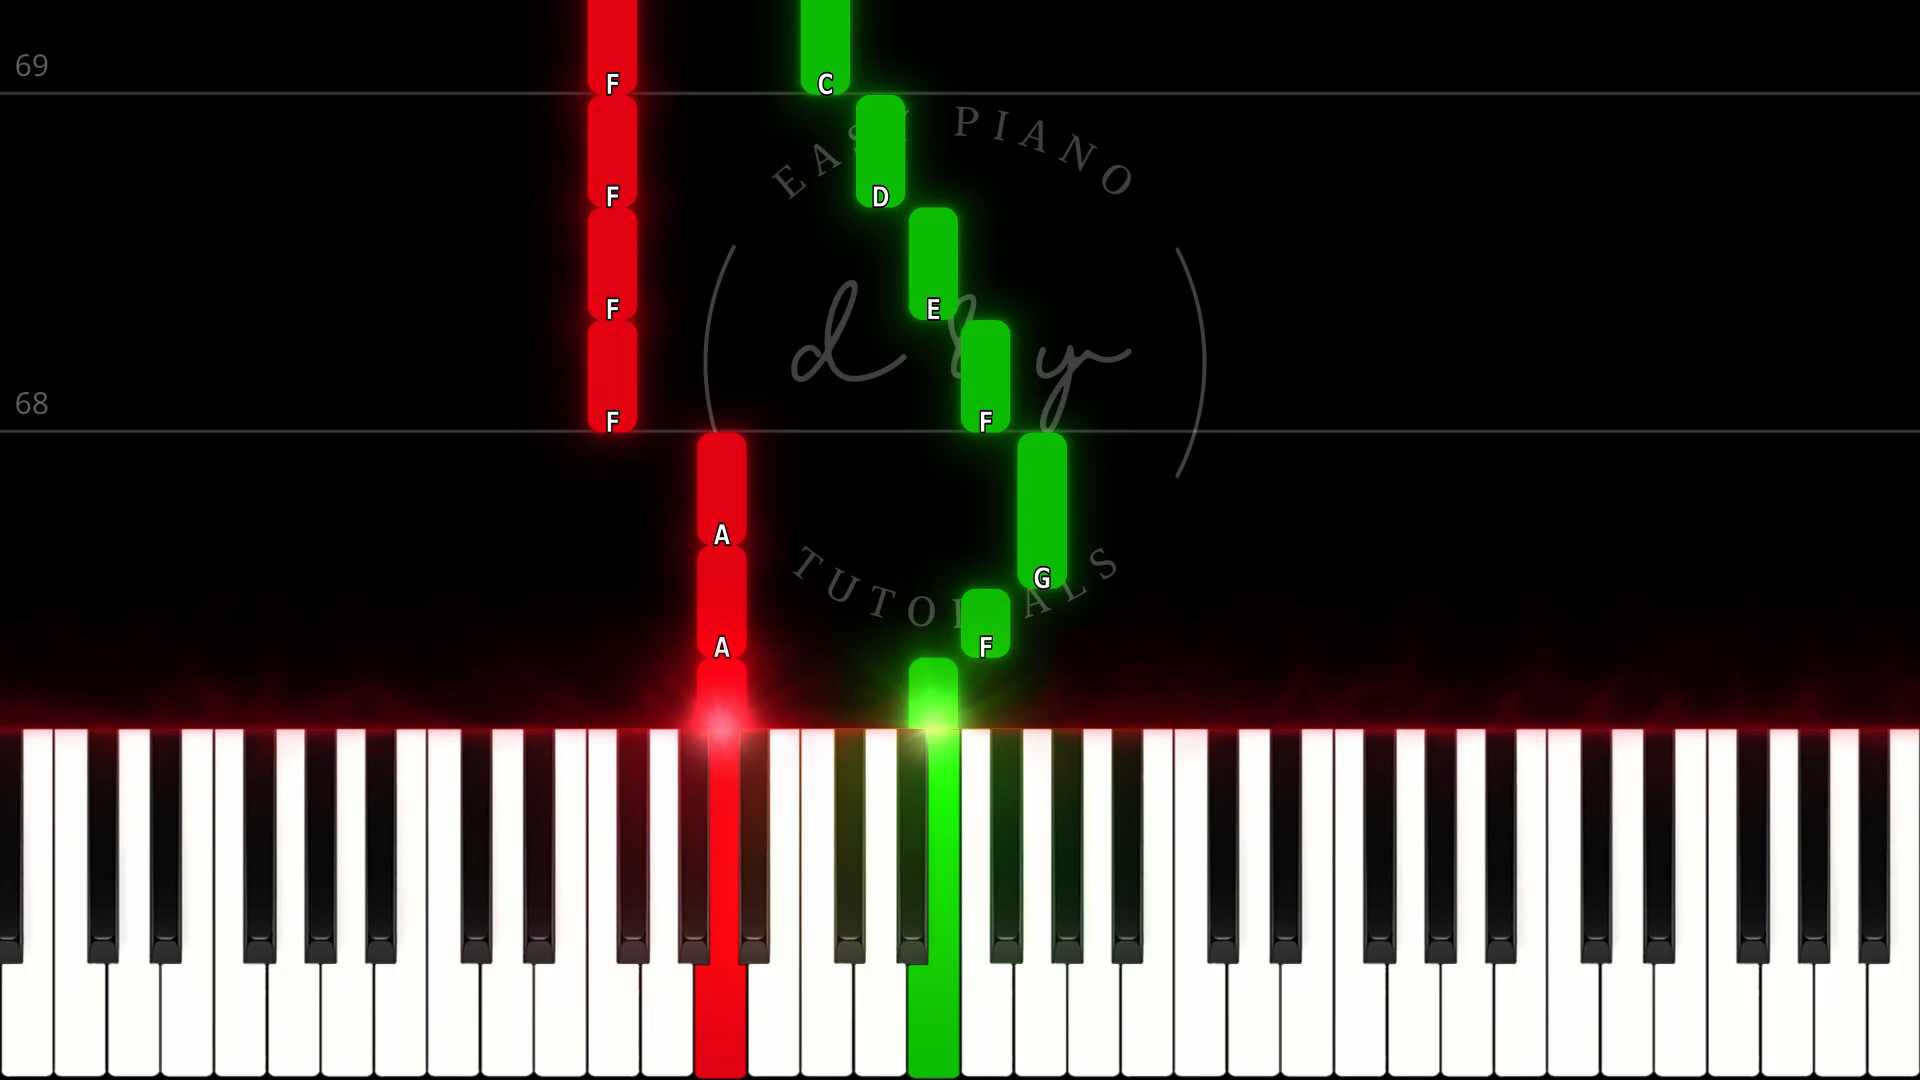 69
F C
EASY PIANO
F D
d & y
F E
68
F F
A
G
TUTORIALS
A F